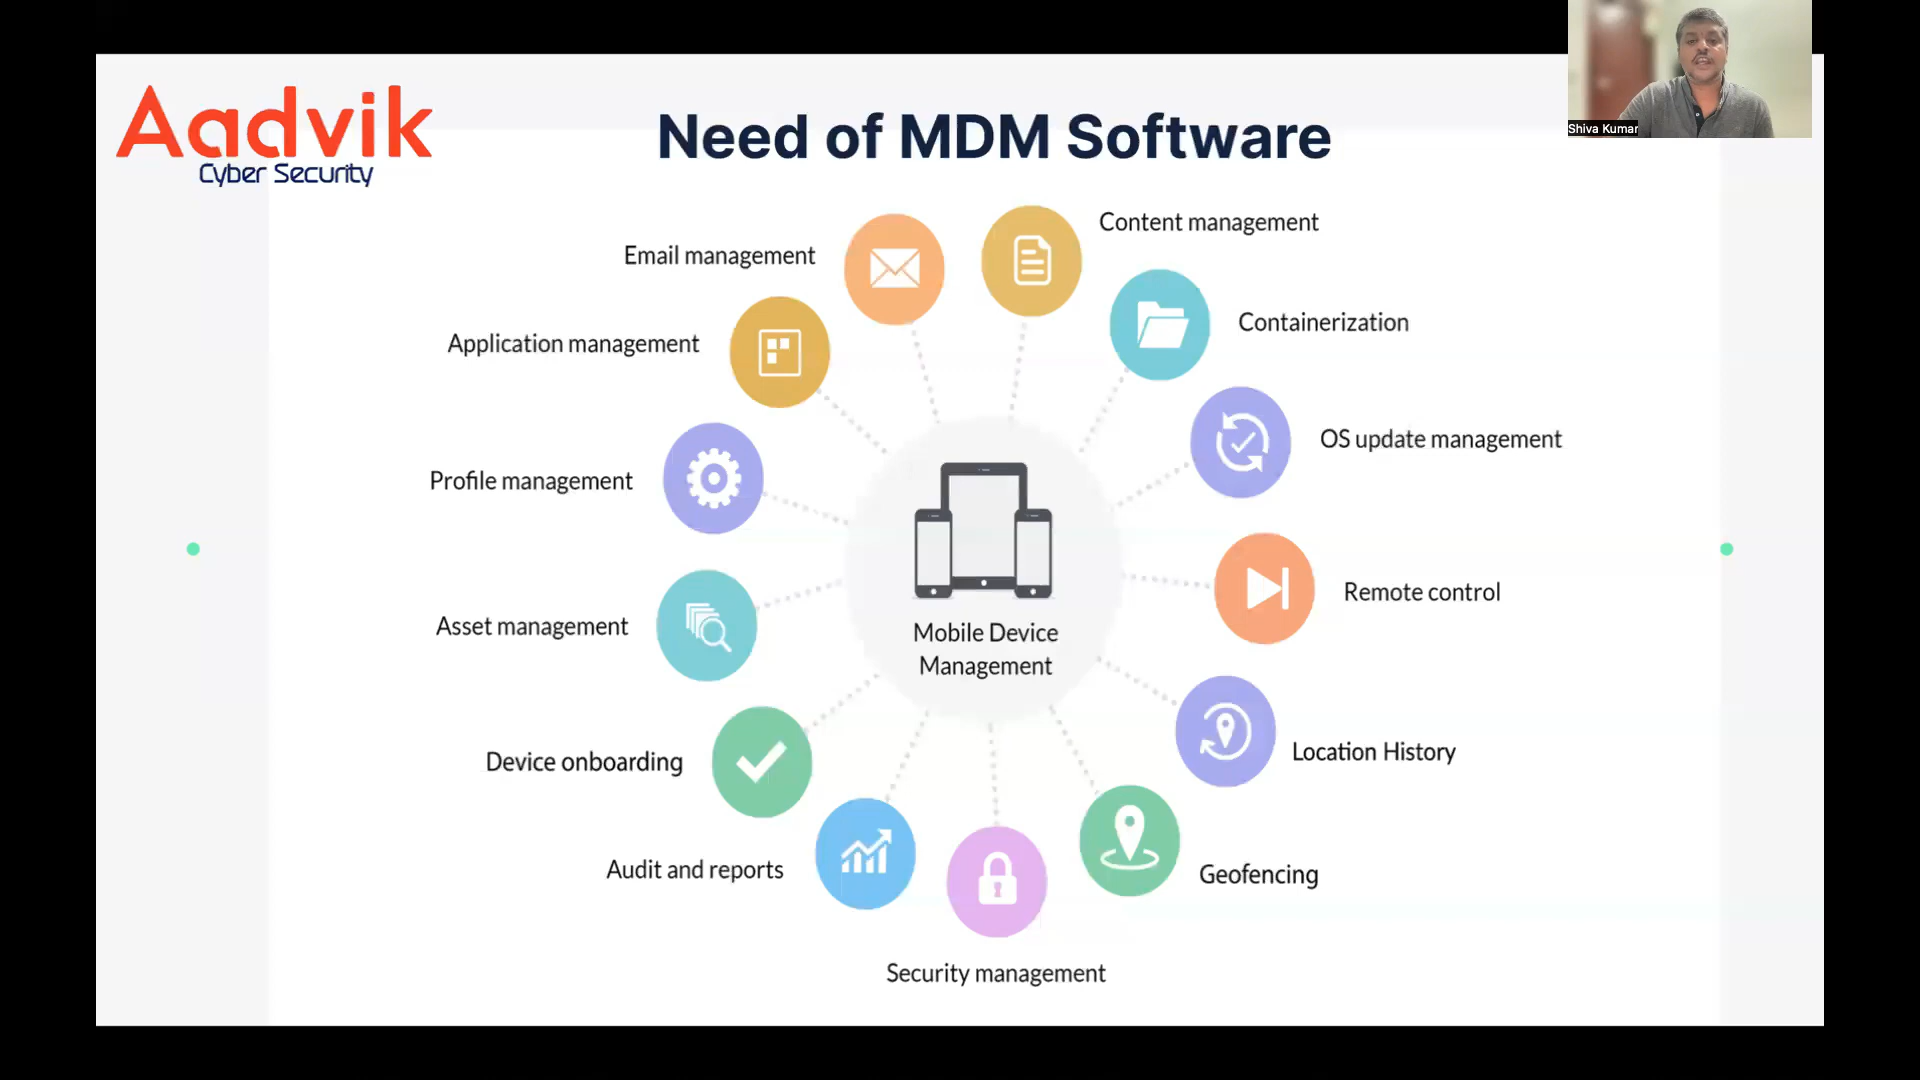 Aadvik
Cyber Security
Need of MDM Software
Shiva Kumar
Content management
Email management
Containerization
Application management
OS update management
Profile management
Remote control
Asset management
Mobile Device
Management
Location History
Device onboarding
Geofencing
Audit and reports
Security management